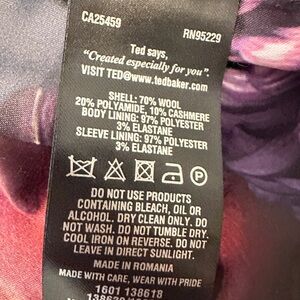 CA25459 RN95229
Ted says,
"Created especially for you".
VISIT TED@www.tedbaker.com
SHELL: 70% WOOL
20% POLYAMIDE, 10% CASHMERE
BODY LINING: 97% POLYESTER
3% ELASTANE
SLEEVE LINING: 97% POLYESTER
3% ELASTANE
P
DO NOT USE PRODUCTS
CONTAINING BLEACH, OIL OR
ALCOHOL. DRY CLEAN ONLY. DO
NOT WASH. DO NOT TUMBLE DRY.
COOL IRON ON REVERSE. DO NOT
LEAVE IN DIRECT SUNLIGHT.
MADE IN ROMANIA
MADE WITH CARE, WEAR WITH PRIDE
1601 138618